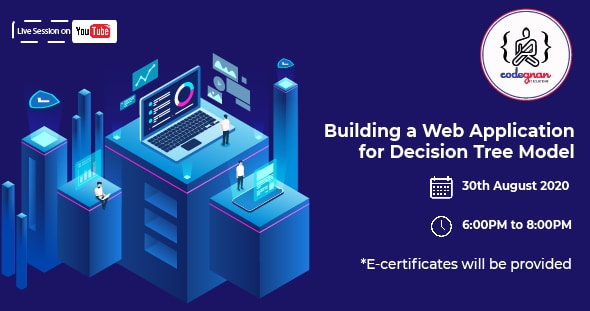 Live Session on YouTube
codegnan
Building a Web Application
for Decision Tree Model
30th August 2020
6:00PM to 8:00PM
*E-certificates will be provided